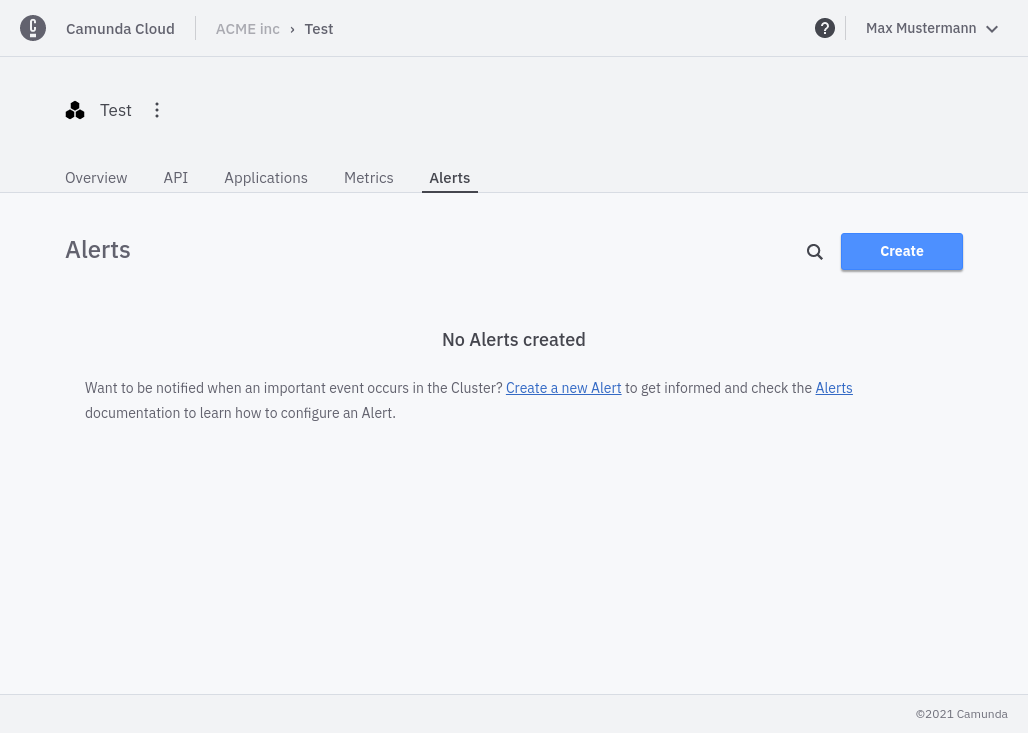 Camunda Cloud
ACME inc › Test
Max Mustermann
Test
Overview
API
Applications
Metrics
Alerts
Alerts
Create
No Alerts created
Want to be notified when an important event occurs in the Cluster? Create a new Alert to get informed and check the Alerts
documentation to learn how to configure an Alert.
©2021 Camunda